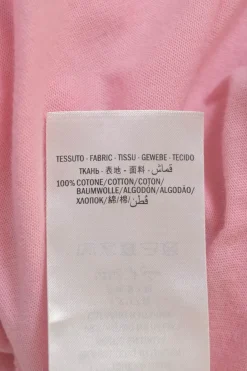 TESSUTO - FABRIC - TISSU - GEWEBE - TECIDO
ТКАНЬ - 表地 - 面料 - قماش
100% COTONE/COTTON/COTON/
BAUMWOLLE/ALGODÓN/ALGODÃO/
ХЛОПОК/綿/棉/ قطن